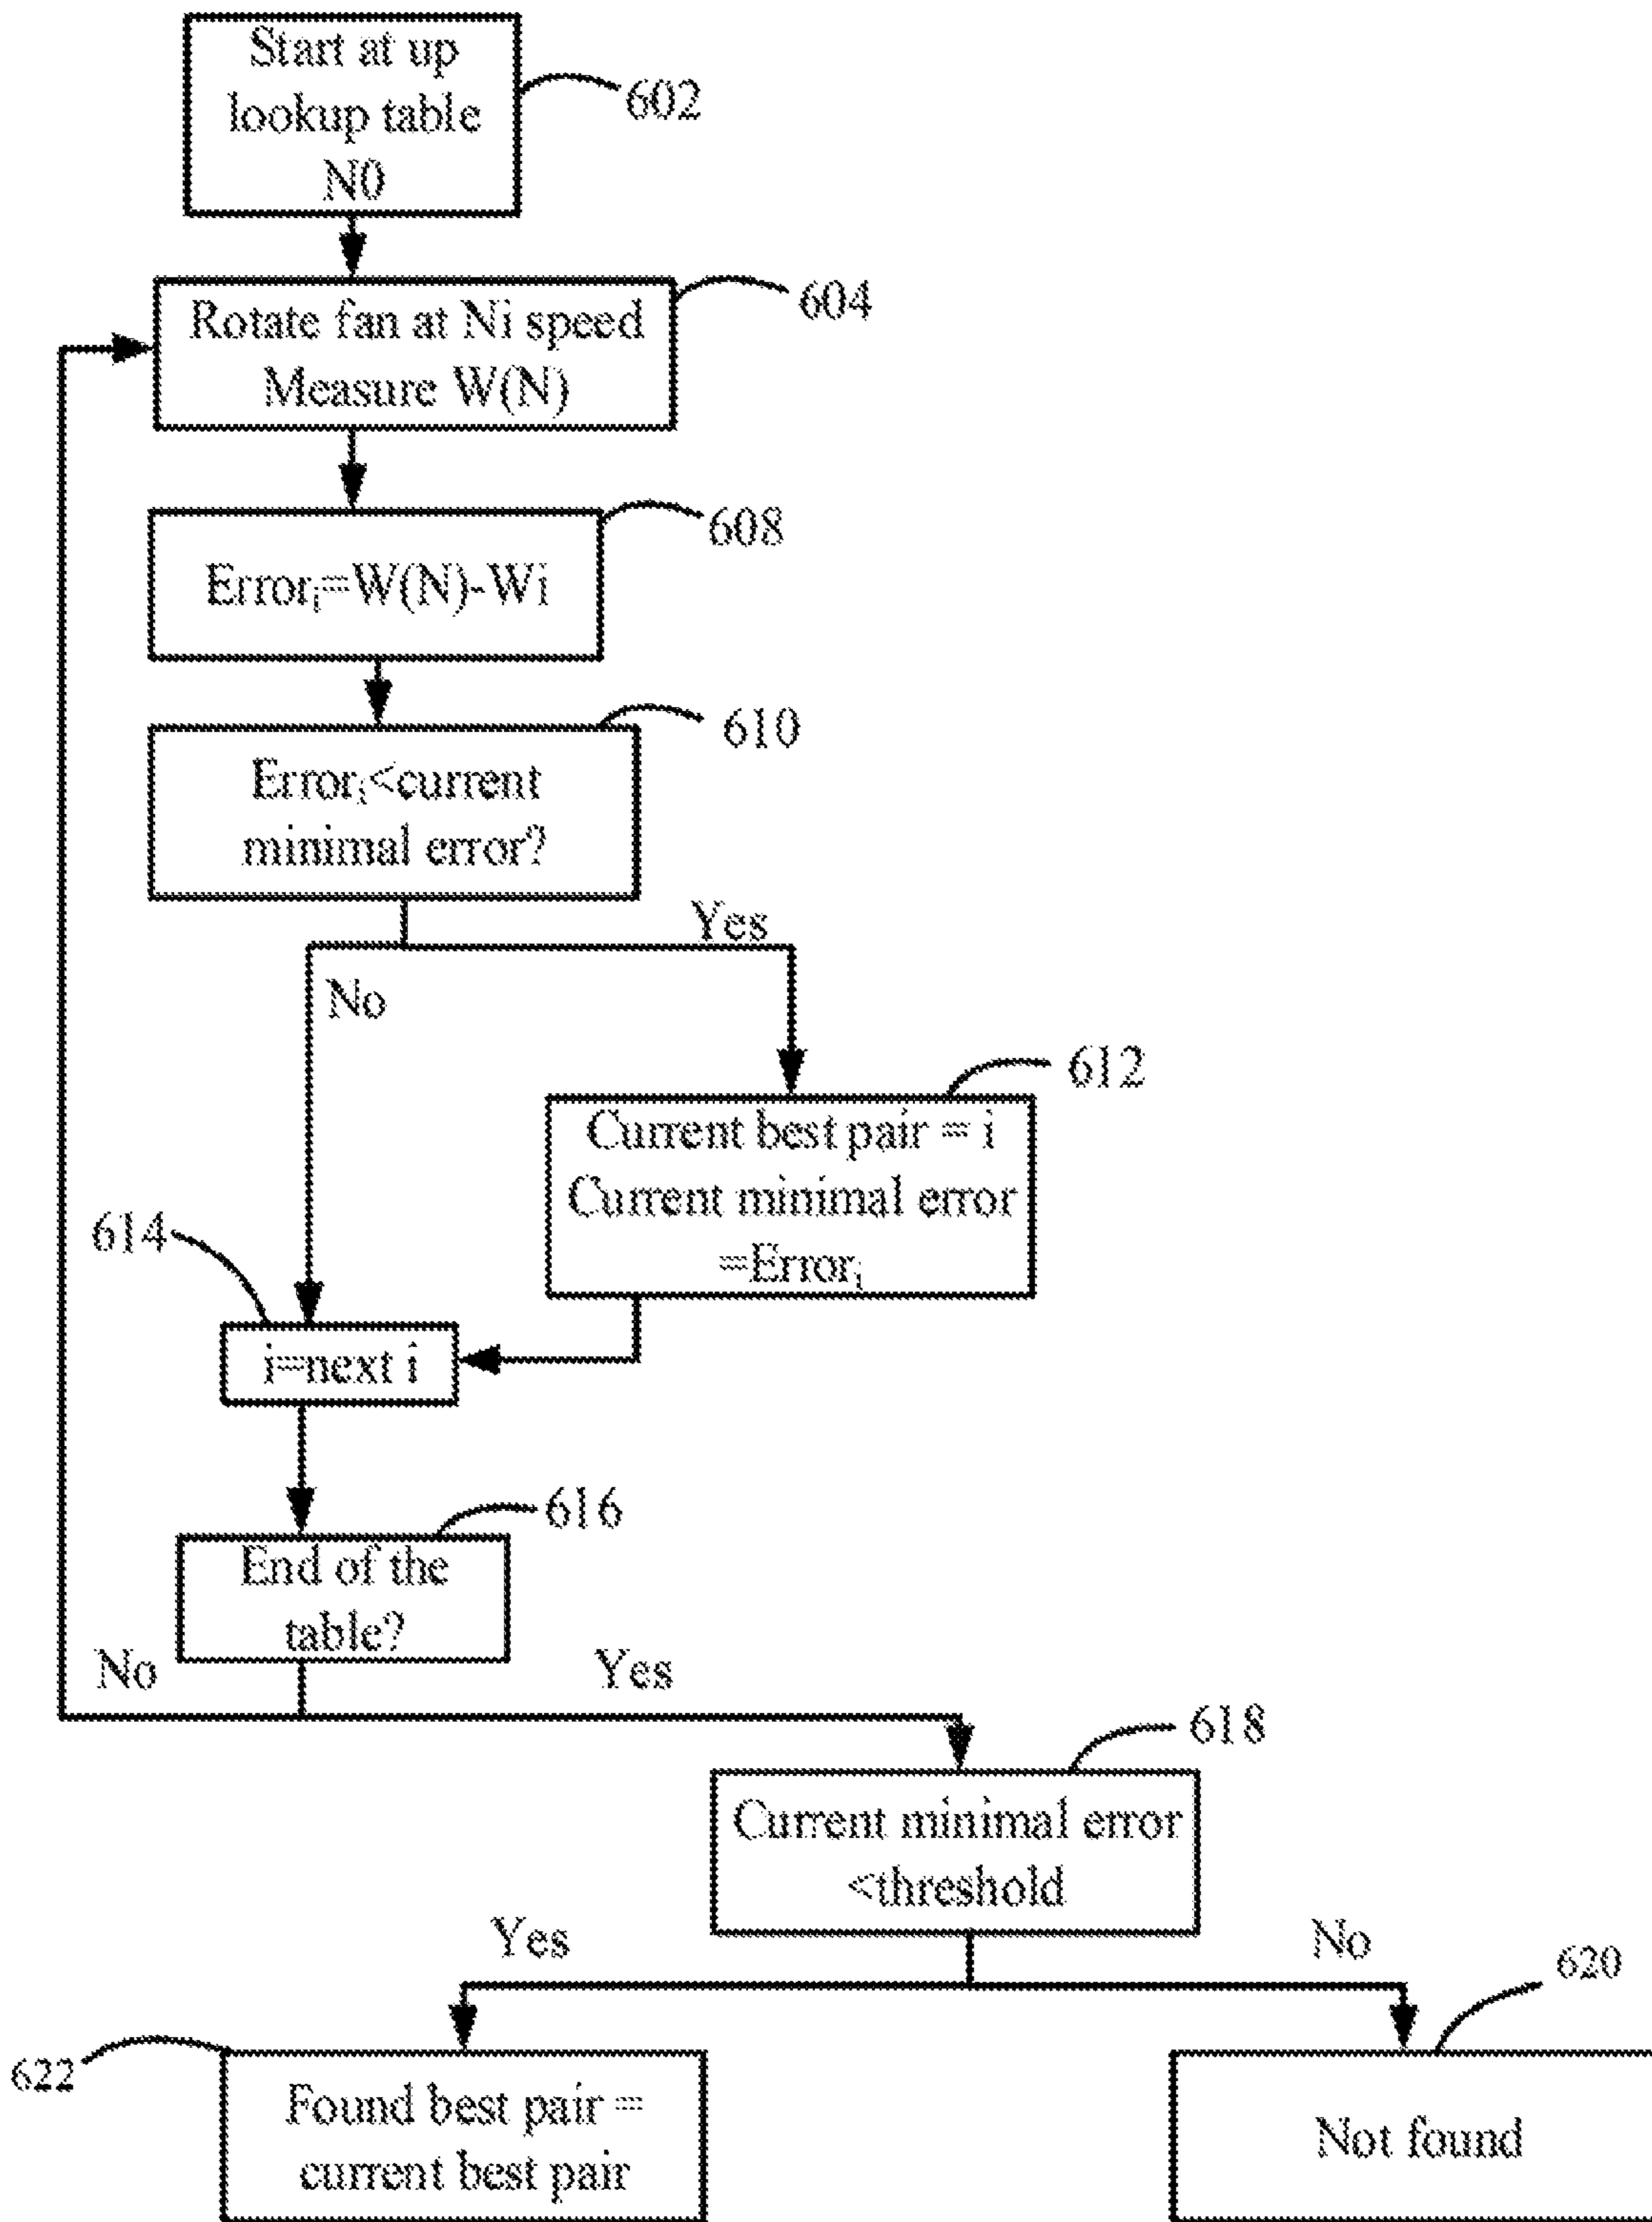 Start at up
lookup table
N0
602
Rotate fan at Ni speed
Measure W(N)
604
Errorᵢ=W(N)-Wi
608
Errorᵢ<current
minimal error?
610
Yes
No
Current best pair = i
Current minimal error
=Errorᵢ
612
614
i=next i
End of the
table?
616
No
Yes
Current minimal error
<threshold
618
Yes
No
620
622
Found best pair =
current best pair
Not found